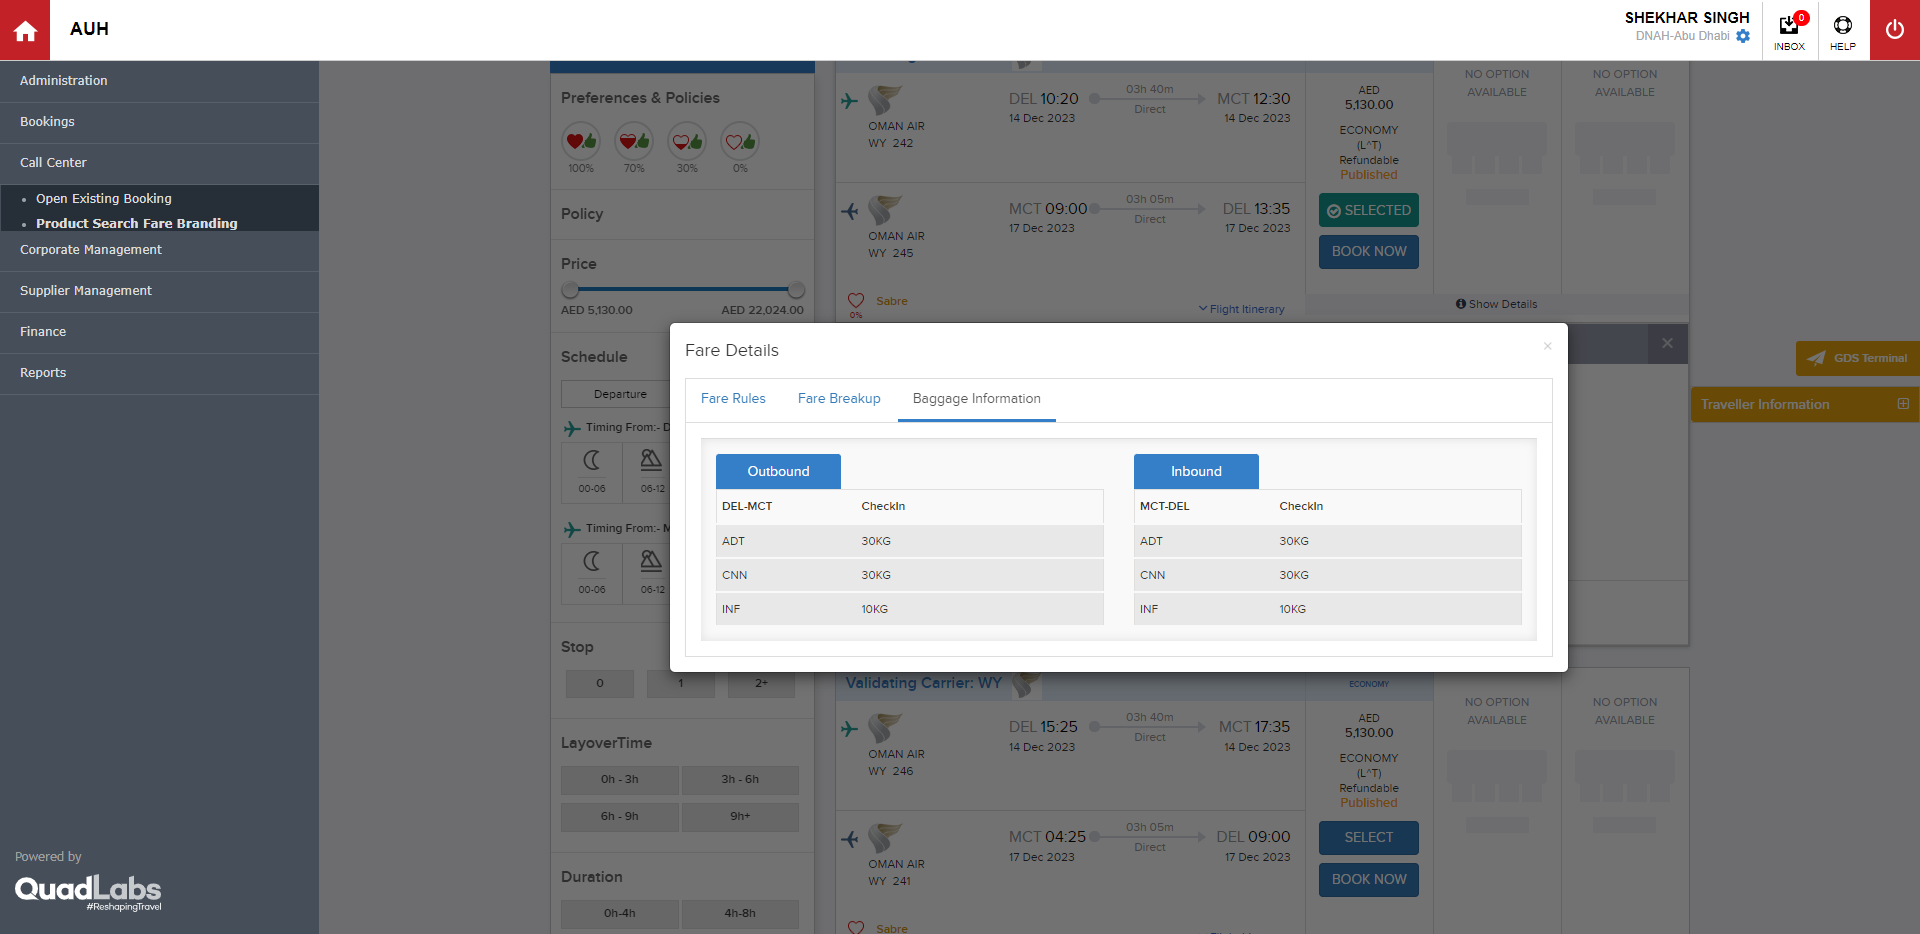 AUH
SHEKHAR SINGH
DNAH-Abu Dhabi
0
INBOX
HELP
Administration
Bookings
Call Center
Open Existing Booking
Product Search Fare Branding
Corporate Management
Supplier Management
Finance
Reports
Powered by
QuadLabs
#ReshapingTravel
Preferences & Policies
100% 70% 30% 0%
Policy
Price
AED 5,130.00 AED 22,024.00
Schedule
Departure
Timing From:- D
00-06 06-12
Timing From:- M
00-06 06-12
Stop
0 1 2+
LayoverTime
0h - 3h 3h - 6h
6h - 9h 9h+
Duration
0h-4h 4h-8h
OMAN AIR
WY 242
DEL 10:20
14 Dec 2023
03h 40m
Direct
MCT 12:30
14 Dec 2023
OMAN AIR
WY 245
MCT 09:00
17 Dec 2023
03h 05m
Direct
DEL 13:35
17 Dec 2023
0%
Sabre
Flight Itinerary
AED
5,130.00
ECONOMY
(L^T)
Refundable
Published
SELECTED
BOOK NOW
NO OPTION
AVAILABLE
NO OPTION
AVAILABLE
Show Details
GDS Terminal
Traveller Information
Fare Details
×
Fare Rules Fare Breakup Baggage Information
Outbound
DEL-MCT CheckIn
ADT 30KG
CNN 30KG
INF 10KG
Inbound
MCT-DEL CheckIn
ADT 30KG
CNN 30KG
INF 10KG
Validating Carrier: WY
ECONOMY
OMAN AIR
WY 246
DEL 15:25
14 Dec 2023
03h 40m
Direct
MCT 17:35
14 Dec 2023
OMAN AIR
WY 241
MCT 04:25
17 Dec 2023
03h 05m
Direct
DEL 09:00
17 Dec 2023
Sabre
AED
5,130.00
ECONOMY
(L^T)
Refundable
Published
SELECT
BOOK NOW
NO OPTION
AVAILABLE
NO OPTION
AVAILABLE